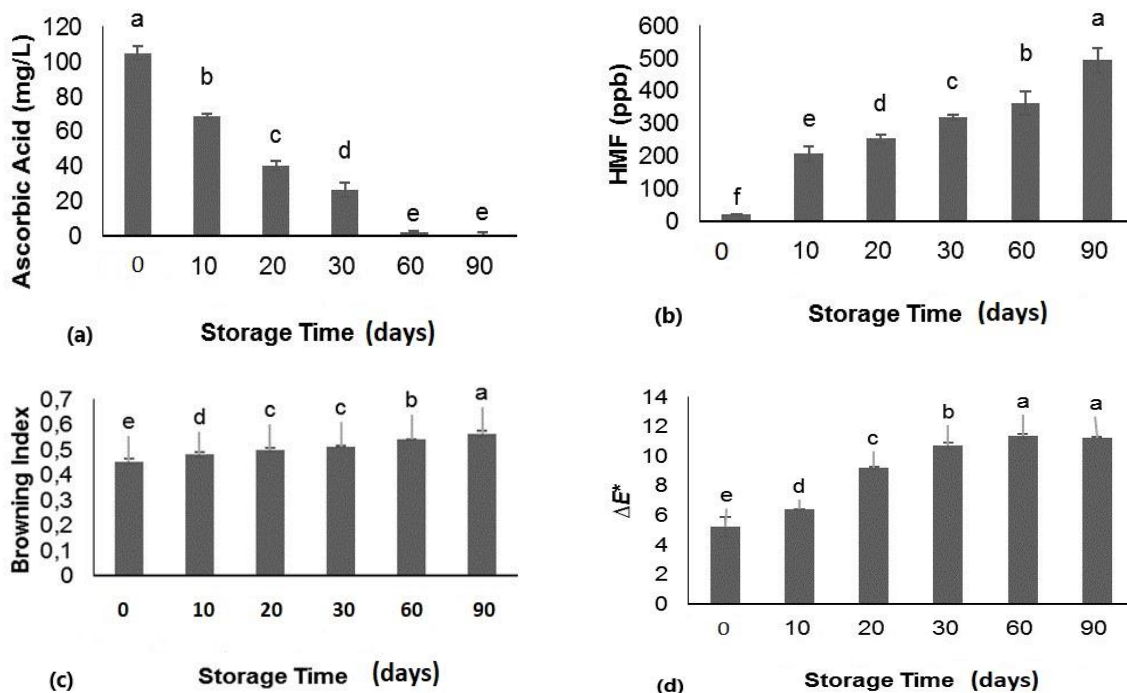 120
100
80
60
40
20
0
Ascorbic Acid (mg/L)
a
b
c
d
e
e
0 10 20 30 60 90
(a) Storage Time (days)
600
500
400
300
200
100
0
HMF (ppb)
f
e
d
c
b
a
0 10 20 30 60 90
(b) Storage Time (days)
0,7
0,6
0,5
0,4
0,3
0,2
0,1
0
Browning Index
e
d
c
c
b
a
0 10 20 30 60 90
(c) Storage Time (days)
14
12
10
8
6
4
2
0
ΔE*
e
d
c
b
a
a
0 10 20 30 60 90
(d) Storage Time (days)